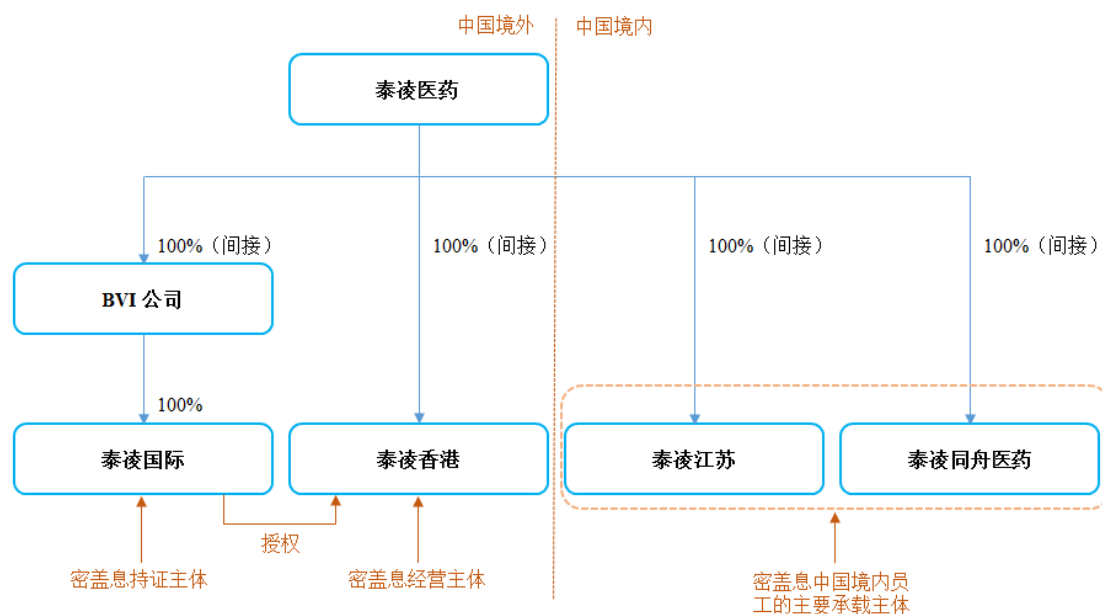 中国境外
中国境内
泰凌医药
100%（间接）
100%（间接）
100%（间接）
100%（间接）
BVI 公司
100%
泰凌国际
泰凌香港
泰凌江苏
泰凌同舟医药
授权
密盖息持证主体
密盖息经营主体
密盖息中国境内员
工的主要承载主体